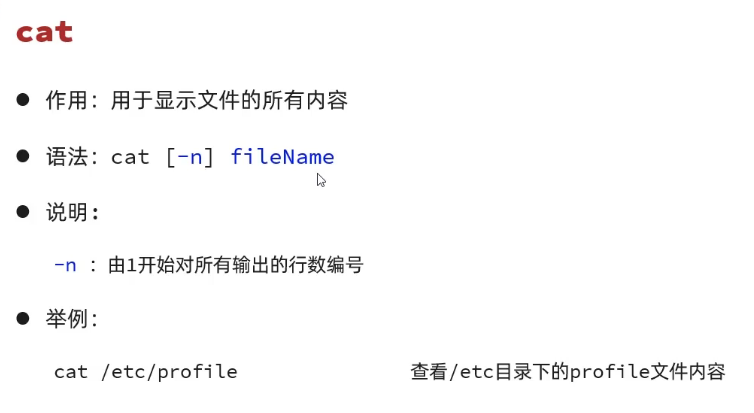 cat
● 作用：用于显示文件的所有内容
● 语法：cat [-n] fileName
● 说明:
-n : 由1开始对所有输出的行数编号
● 举例：
cat /etc/profile 查看/etc目录下的profile文件内容